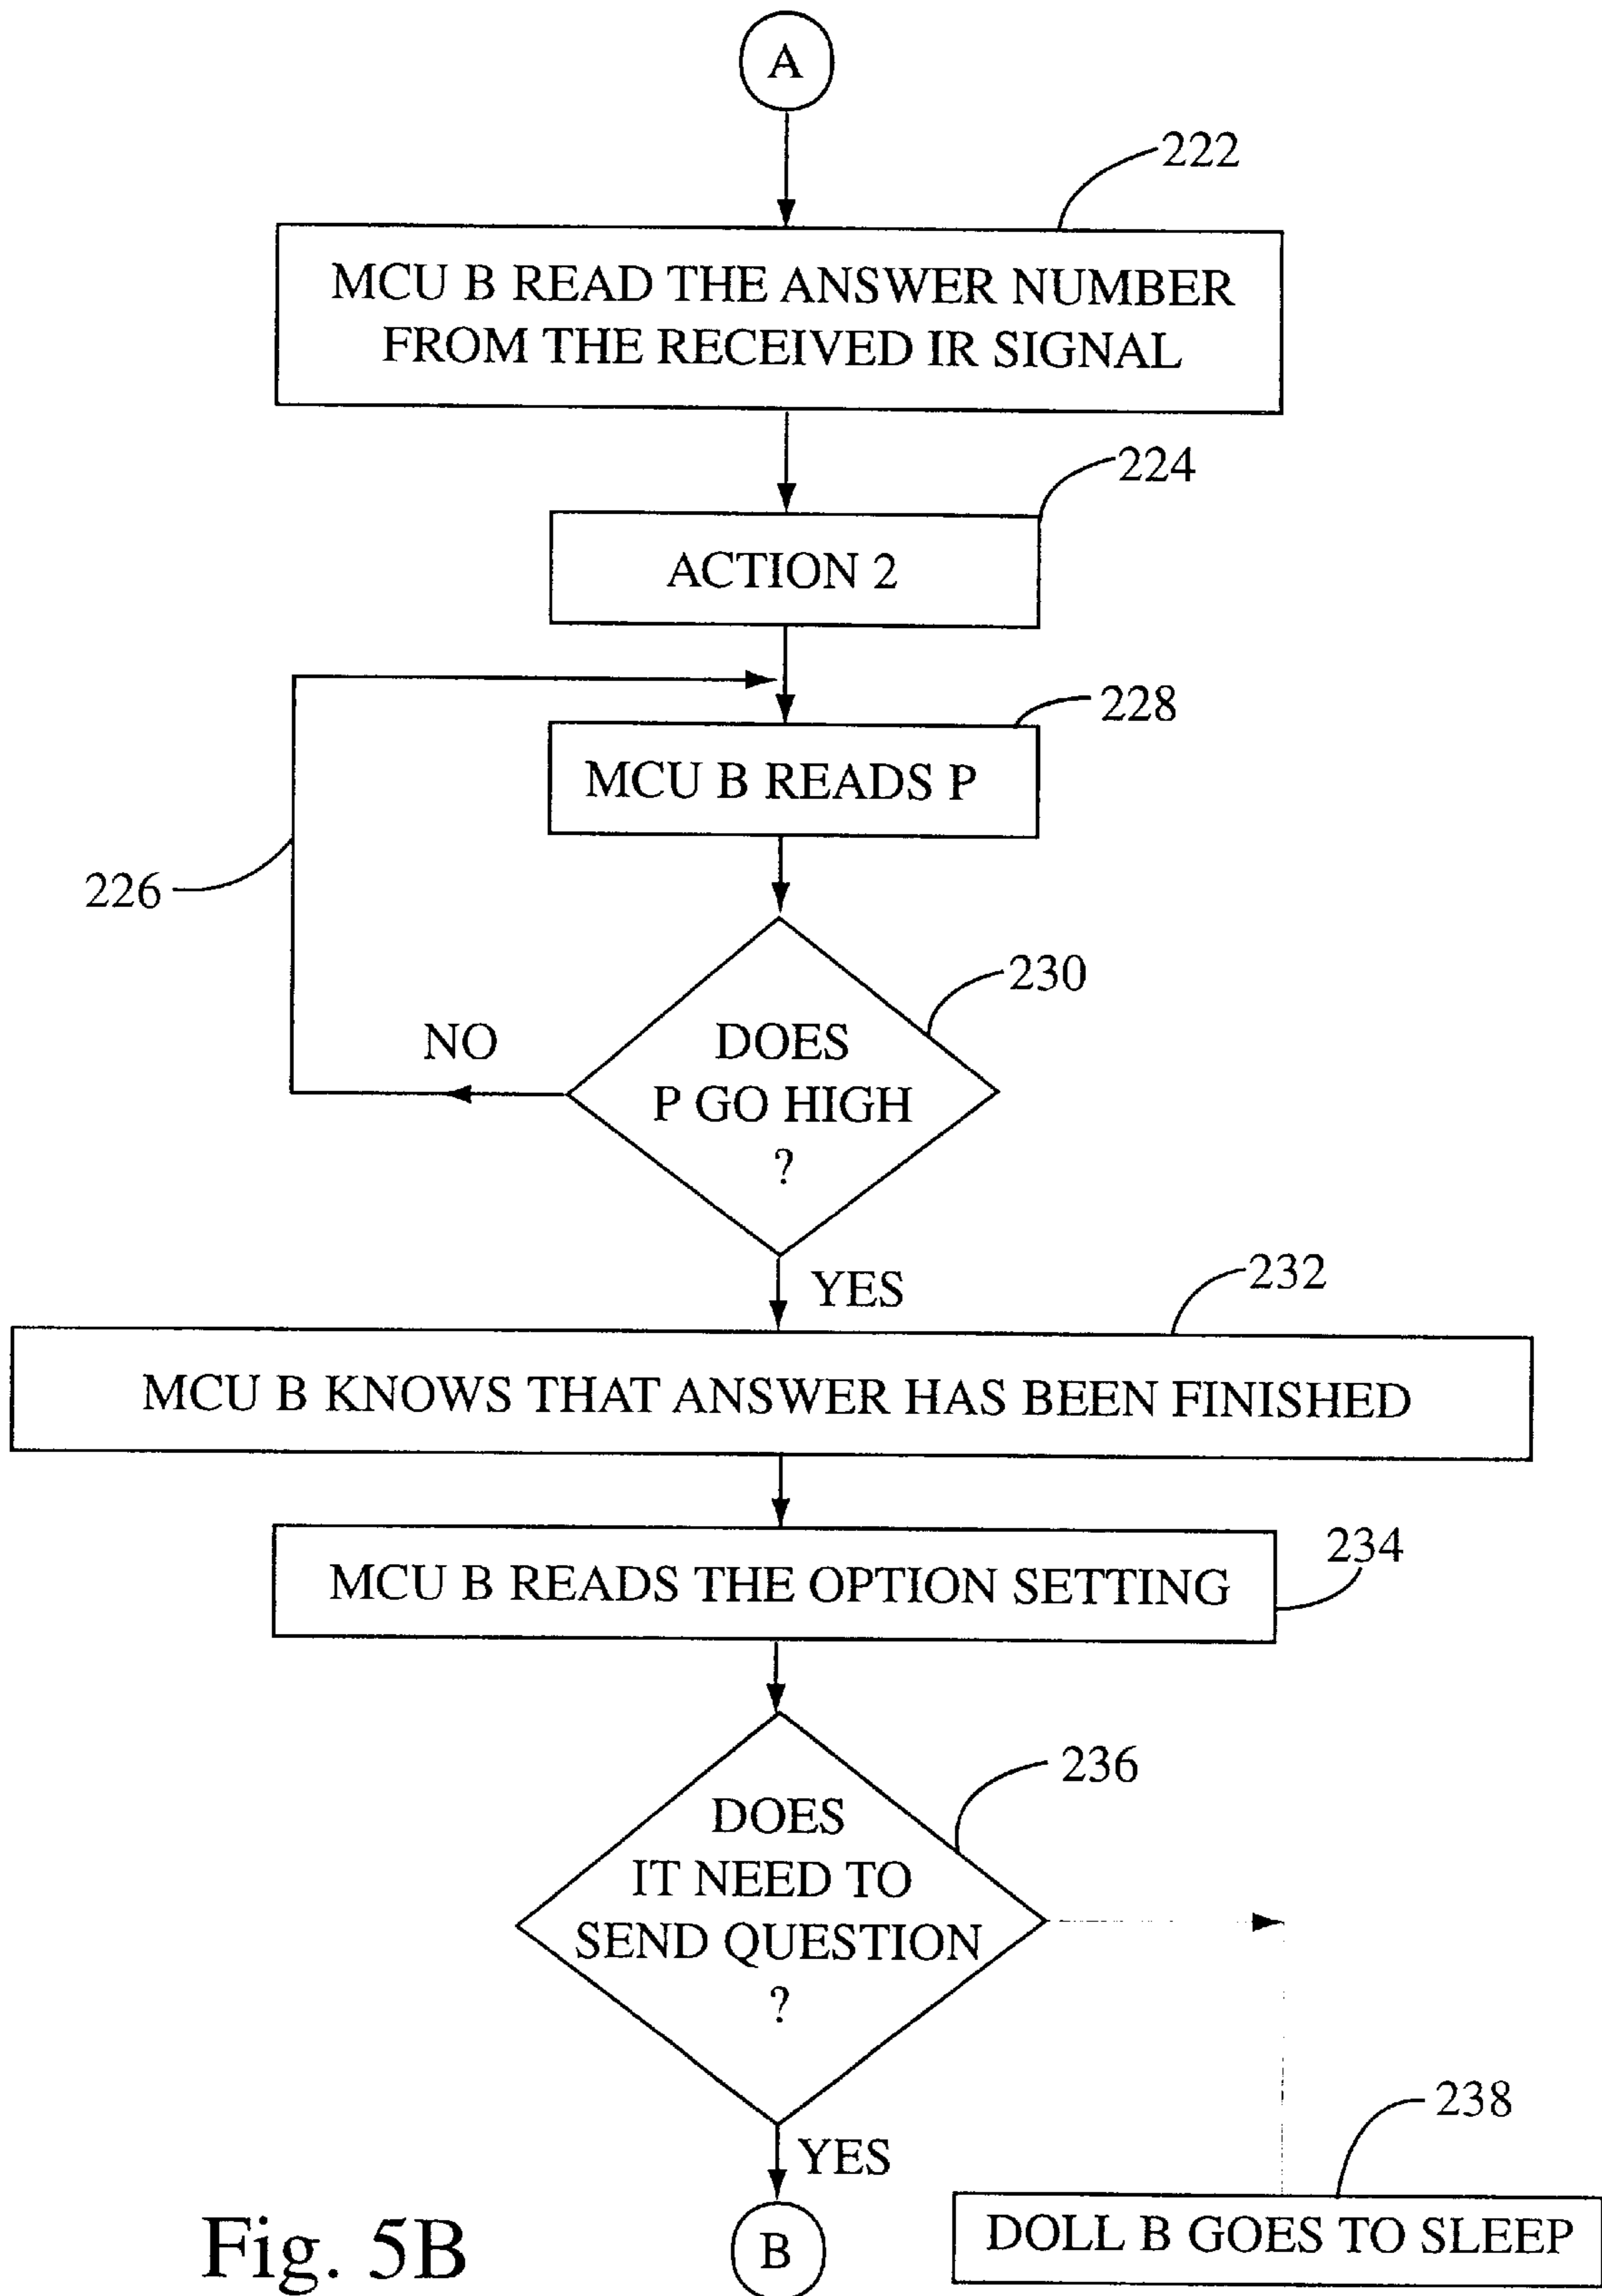 A
222
MCU B READ THE ANSWER NUMBER
FROM THE RECEIVED IR SIGNAL
224
ACTION 2
228
MCU B READS P
226
230
NO
DOES
P GO HIGH
?
YES
232
MCU B KNOWS THAT ANSWER HAS BEEN FINISHED
234
MCU B READS THE OPTION SETTING
236
DOES
IT NEED TO
SEND QUESTION
?
238
YES
DOLL B GOES TO SLEEP
B
Fig. 5B